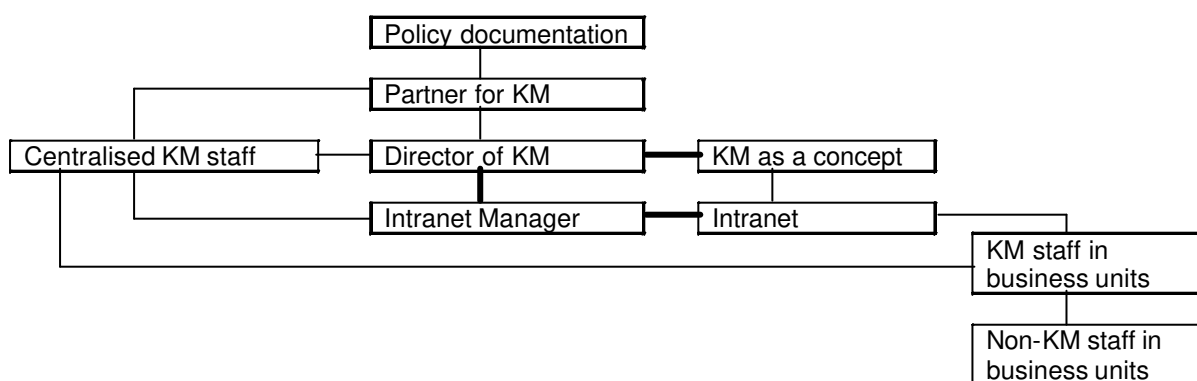 Policy documentation
Partner for KM
Centralised KM staff
Director of KM
KM as a concept
Intranet Manager
Intranet
KM staff in
business units
Non-KM staff in
business units